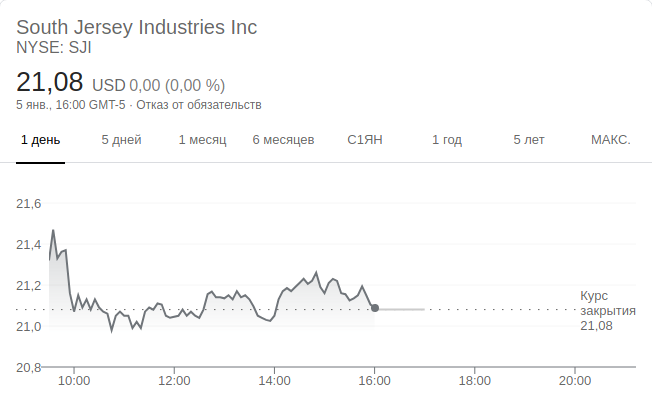 South Jersey Industries Inc
NYSE: SJI
21,08 USD 0,00 (0,00 %)
5 янв., 16:00 GMT-5 · Отказ от обязательств
1 день 5 дней 1 месяц 6 месяцев С1ЯН 1 год 5 лет МАКС.
21,6
21,4
21,2
21,0
20,8
Курс
закрытия
21,08
10:00 12:00 14:00 16:00 18:00 20:00